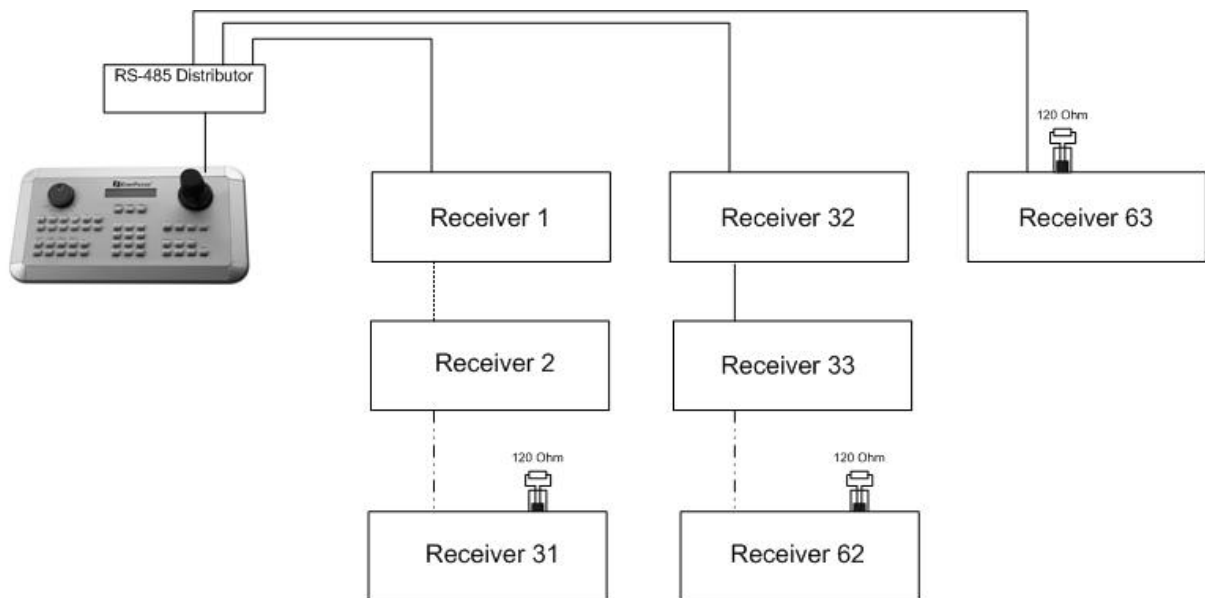 RS-485 Distributor
120 Ohm
EverFocus
Receiver 1
Receiver 32
Receiver 63
Receiver 2
Receiver 33
120 Ohm
120 Ohm
Receiver 31
Receiver 62